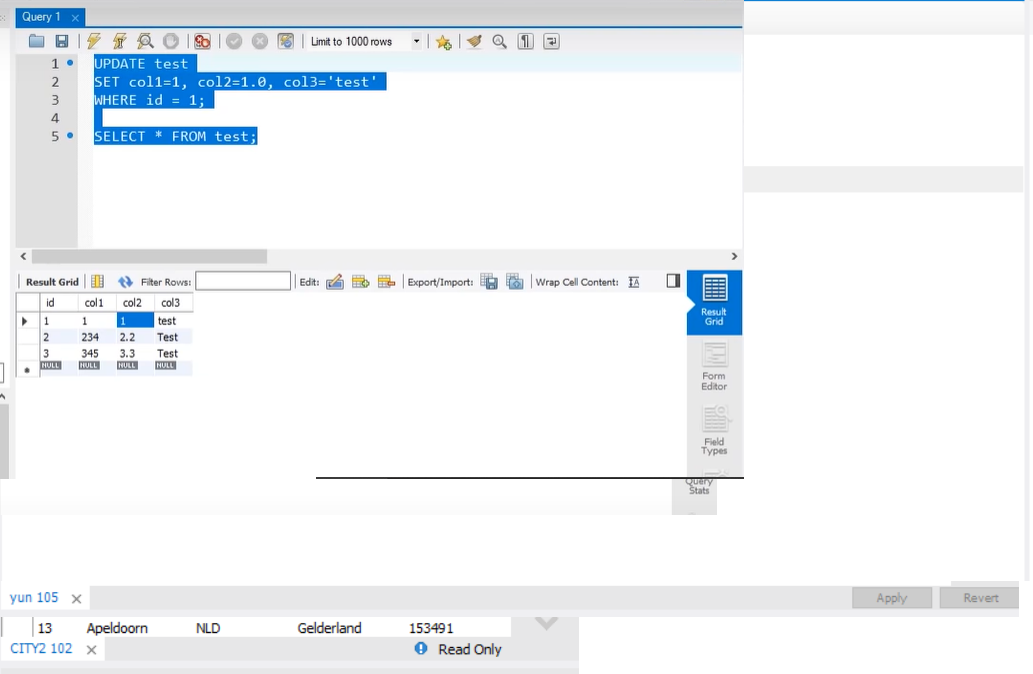 Query 1
Limit to 1000 rows
1 UPDATE test
2 SET col1=1, col2=1.0, col3='test'
3 WHERE id = 1;
4
5 SELECT * FROM test;
Result Grid Filter Rows: Edit: Export/Import: Wrap Cell Content:
id col1 col2 col3
1 1 1 test
2 234 2.2 Test
3 345 3.3 Test
NULL NULL NULL NULL
Result
Grid
Form
Editor
Field
Types
Query
Stats
yun 105 Apply Revert
13 Apeldoorn NLD Gelderland 153491
CITY2 102 Read Only